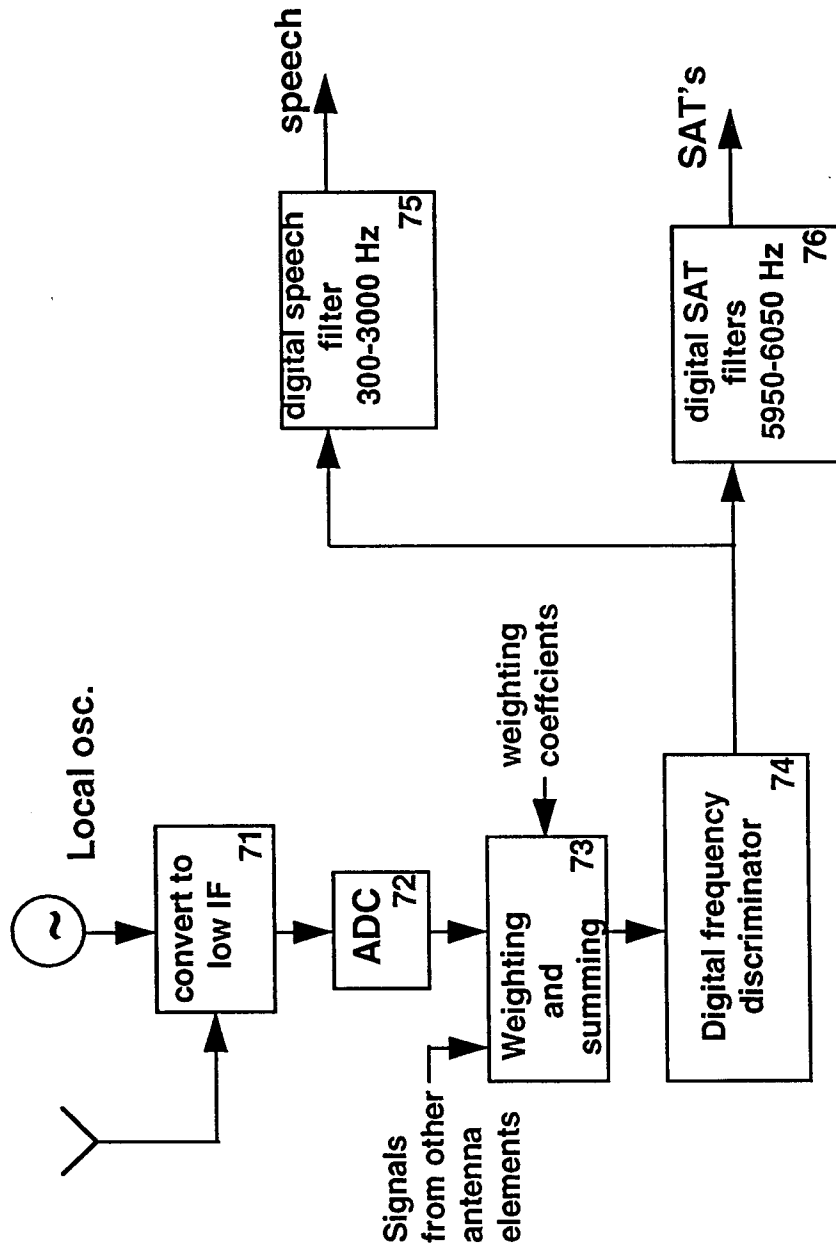 ~
Local osc.
convert to
low IF
71
ADC
72
Signals
from other
antenna
elements
Weighting
and
summing
73
weighting
coeffcients
Digital frequency
discriminator
74
digital speech
filter
300-3000 Hz
75
speech
digital SAT
filters
5950-6050 Hz
76
SAT's